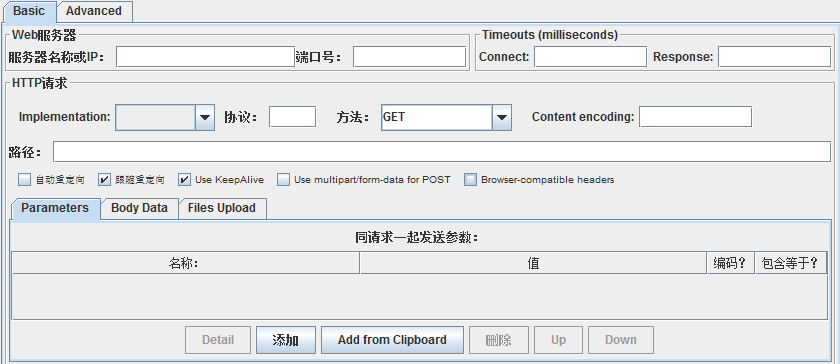 Basic Advanced
Web服务器 Timeouts (milliseconds)
服务器名称或IP： 端口号： Connect: Response:
HTTP请求
Implementation: 协议： 方法： GET Content encoding:
路径：
自动重定向 跟随重定向 Use KeepAlive Use multipart/form-data for POST Browser-compatible headers
Parameters Body Data Files Upload
同请求一起发送参数：
名称： 值 编码？ 包含等于？
Detail 添加 Add from Clipboard 删除 Up Down